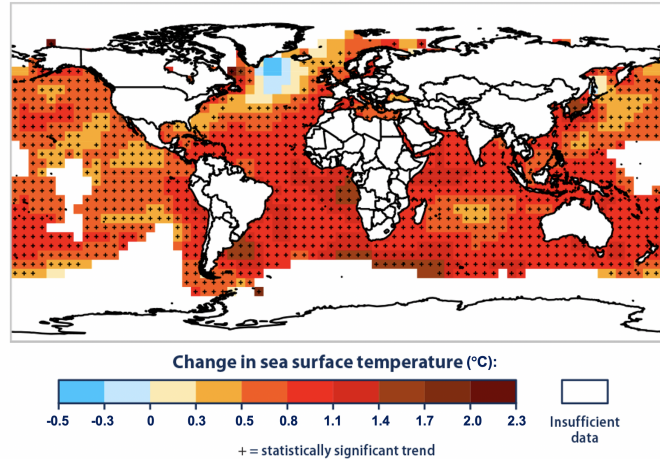 Change in sea surface temperature (°C):
-0.5 -0.3 0 0.3 0.5 0.8 1.1 1.4 1.7 2.0 2.3
Insufficient
data
+ = statistically significant trend